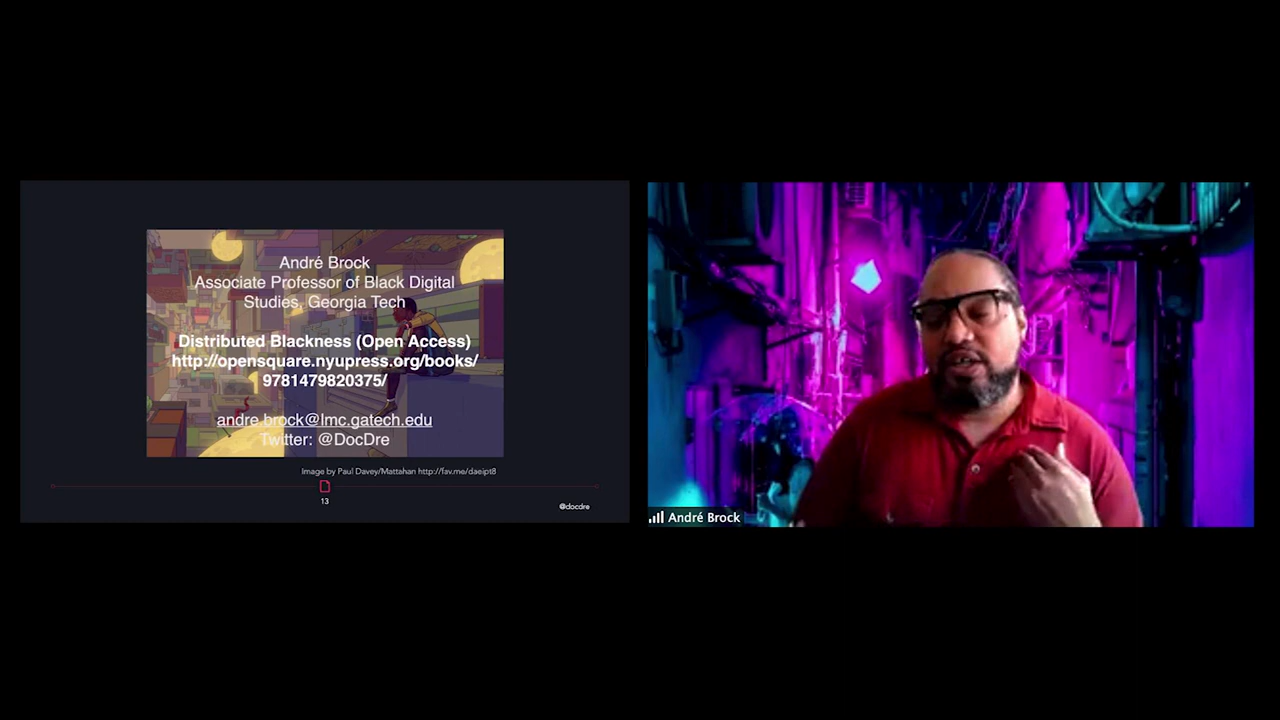 André Brock
Associate Professor of Black Digital
Studies, Georgia Tech
Distributed Blackness (Open Access)
http://opensquare.nyupress.org/books/
9781479820375/
andre.brock@lmc.gatech.edu
Twitter: @DocDre
Image by Paul Davey/Mattahan http://fav.me/daeipt8
13
@docdre
André Brock